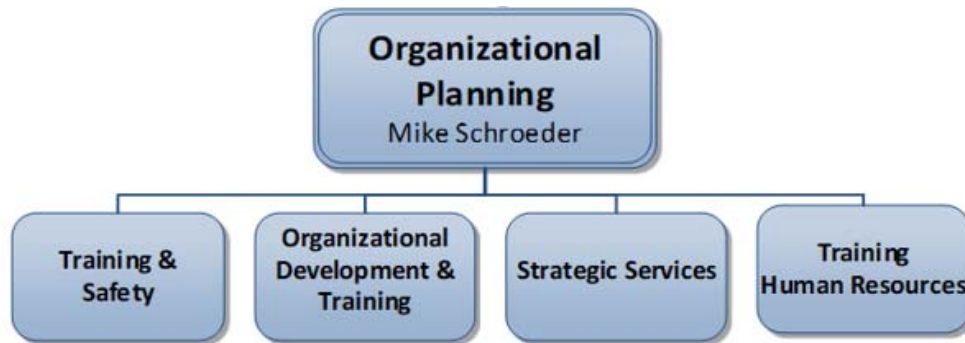 Organizational
Planning
Mike Schroeder
Training &
Safety
Organizational
Development &
Training
Strategic Services
Training
Human Resources